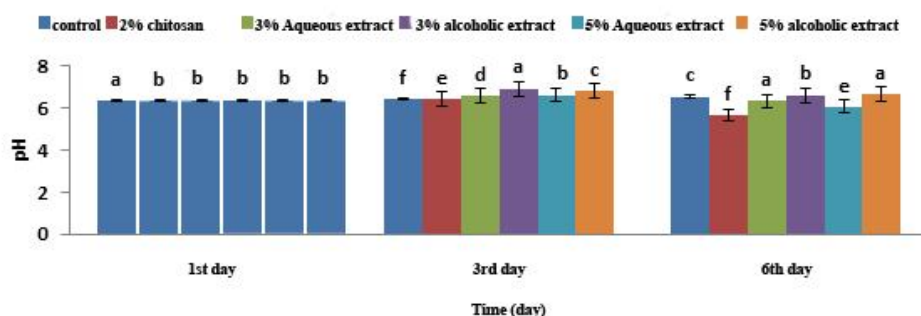 control 2% chitosan 3% Aqueous extract 3% alcoholic extract 5% Aqueous extract 5% alcoholic extract
8
6
4
2
0
pH
a b b b b b
f e d a b c
c f a b e a
1st day 3rd day 6th day
Time (day)